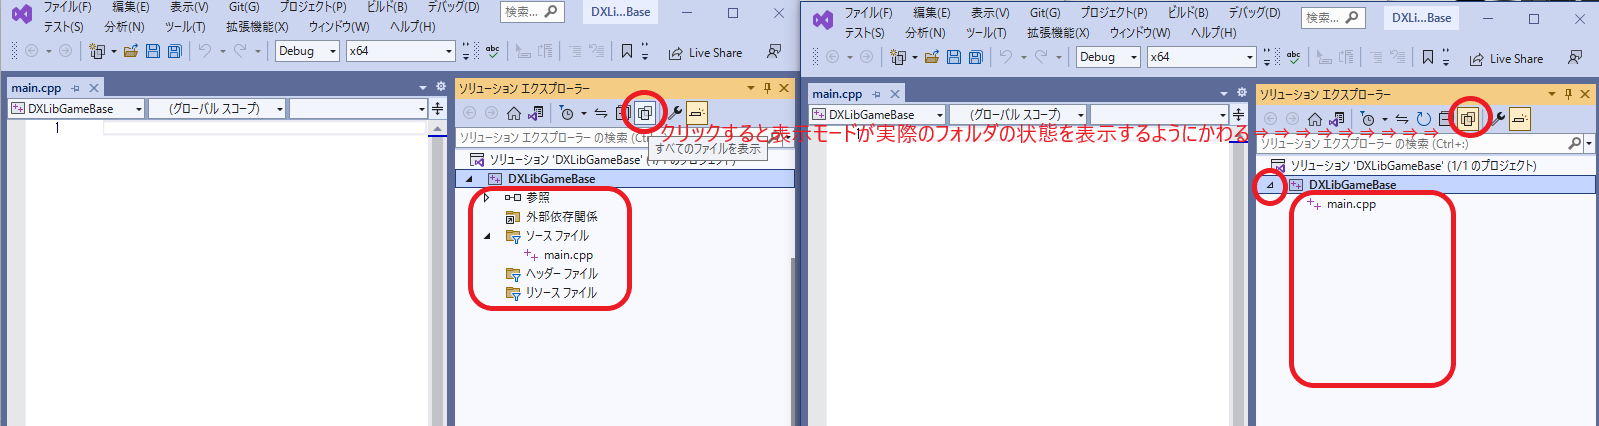 ファイル(F) 編集(E) 表示(V) Git(G) プロジェクト(P) ビルド(B) デバッグ(D) 検索... DXLi...Base
テスト(S) 分析(N) ツール(T) 拡張機能(X) ウィンドウ(W) ヘルプ(H)
Debug x64 Live Share
main.cpp
DXLibGameBase (グローバル スコープ)
1
ソリューション エクスプローラー
クリックすると表示モードが実際のフォルダの状態を表示するようにかわる→→→→→→→→→
ソリューション エクスプローラー の検索 (Ctrl
すべてのファイルを表示
ソリューション 'DXLibGameBase' (1/1 のプロジェクト)
DXLibGameBase
参照
外部依存関係
ソース ファイル
main.cpp
ヘッダー ファイル
リソース ファイル
ファイル(F) 編集(E) 表示(V) Git(G) プロジェクト(P) ビルド(B) デバッグ(D) 検索... DXLi...Base
テスト(S) 分析(N) ツール(T) 拡張機能(X) ウィンドウ(W) ヘルプ(H)
Debug x64 Live Share
main.cpp
DXLibGameBase (グローバル スコープ)
1
ソリューション エクスプローラー
ソリューション エクスプローラー の検索 (Ctrl+:)
ソリューション 'DXLibGameBase' (1/1 のプロジェクト)
DXLibGameBase
main.cpp